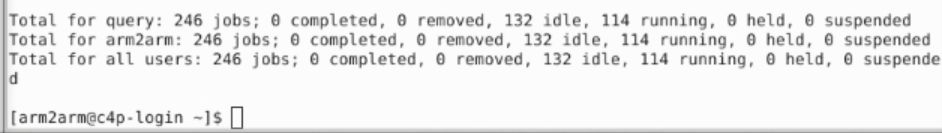 Total for query: 246 jobs; 0 completed, 0 removed, 132 idle, 114 running, 0 held, 0 suspended
Total for arm2arm: 246 jobs; 0 completed, 0 removed, 132 idle, 114 running, 0 held, 0 suspended
Total for all users: 246 jobs; 0 completed, 0 removed, 132 idle, 114 running, 0 held, 0 suspende
d
[arm2arm@c4p-login ~]$